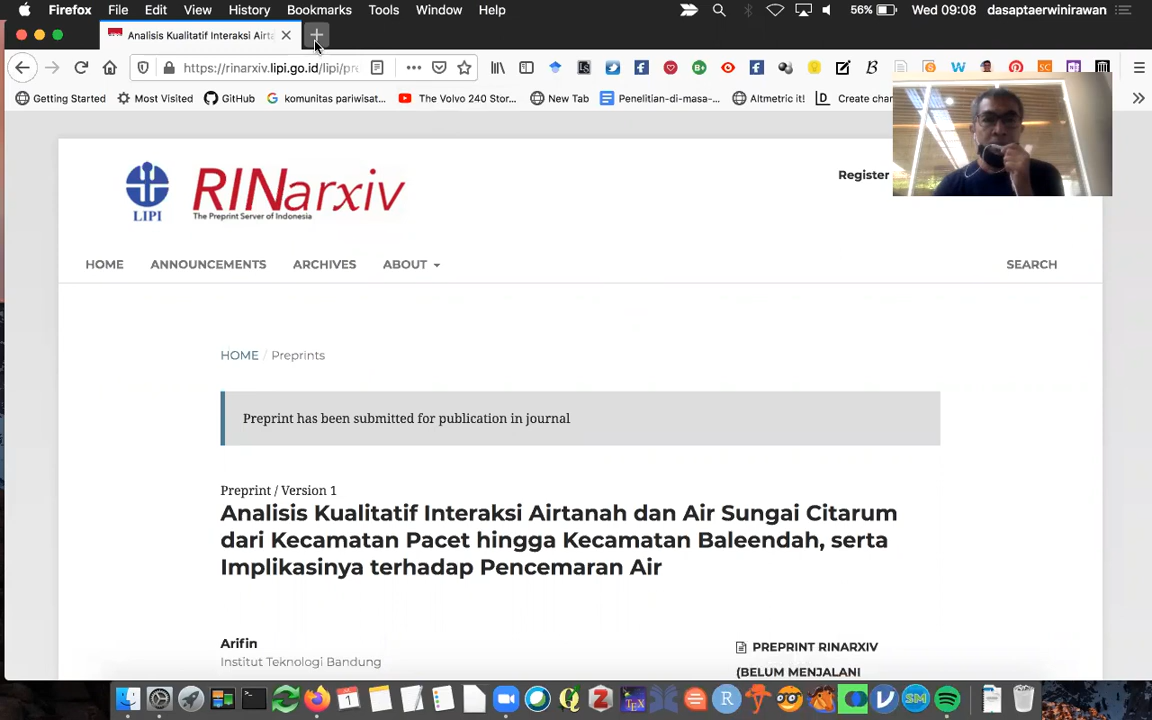 Firefox File Edit View History Bookmarks Tools Window Help 56% Wed 09:08 dasaptaerwinirawan
Analisis Kualitatif Interaksi Airta
https://rinarxiv.lipi.go.id/lipi/pre
Getting Started Most Visited GitHub komunitas pariwisat... The Volvo 240 Stor... New Tab Penelitian-di-masa-... Altmetric it! Create chan
LIPI
RINarxiv
The Preprint Server of Indonesia
Register
HOME ANNOUNCEMENTS ARCHIVES ABOUT SEARCH
HOME / Preprints
Preprint has been submitted for publication in journal
Preprint / Version 1
Analisis Kualitatif Interaksi Airtanah dan Air Sungai Citarum
dari Kecamatan Pacet hingga Kecamatan Baleendah, serta
Implikasinya terhadap Pencemaran Air
Arifin
Institut Teknologi Bandung
PREPRINT RINARXIV
(BELUM MENJALANI